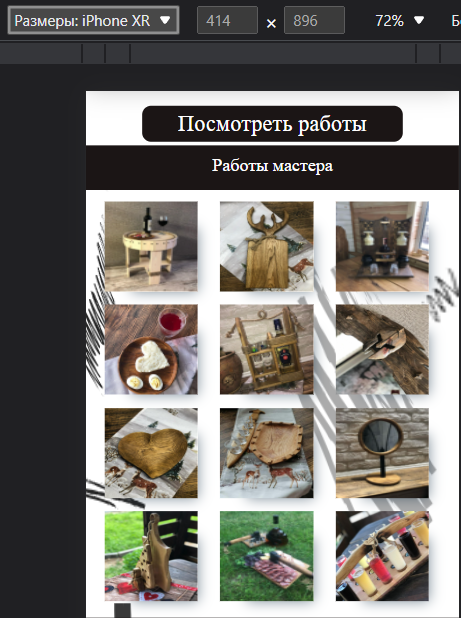 Размеры: iPhone XR ▼ 414 × 896 72% ▼ Б
Посмотреть работы
Работы мастера